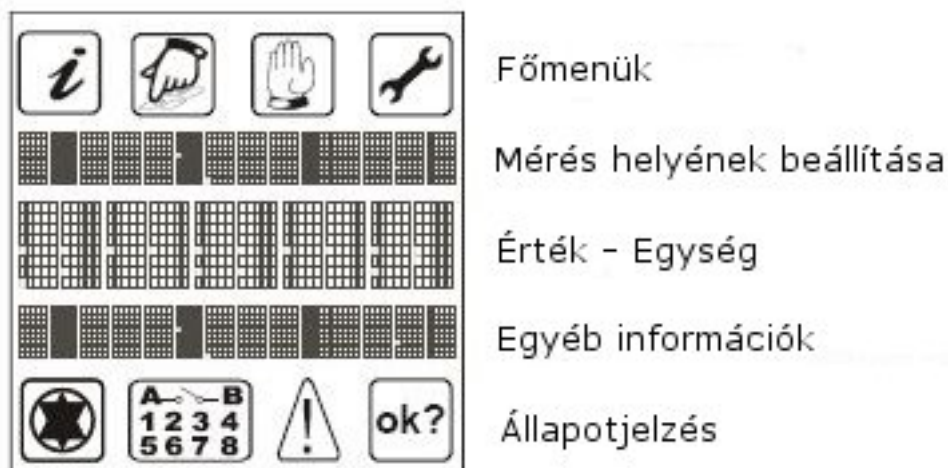 i
Főmenük
Mérés helyének beállítása
Érték – Egység
Egyéb információk
A B
1 2 3 4
5 6 7 8
!
ok?
Állapotjelzés